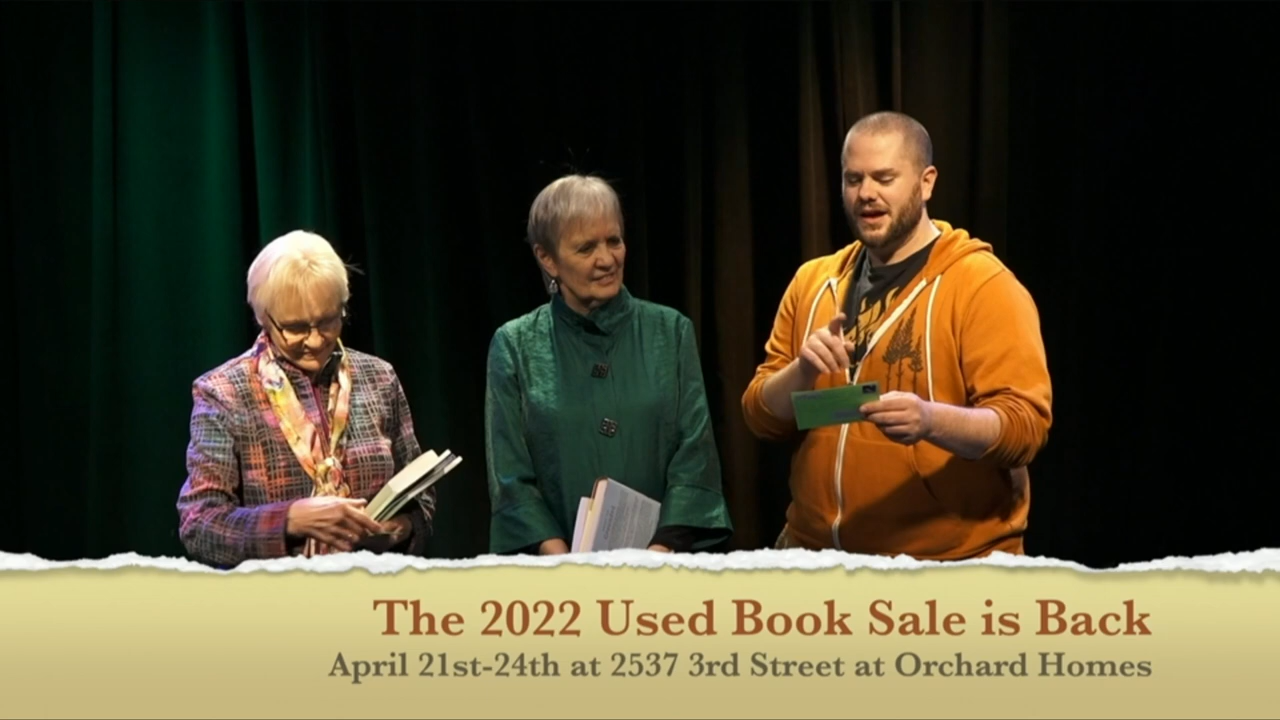 The 2022 Used Book Sale is Back
April 21st-24th at 2537 3rd Street at Orchard Homes